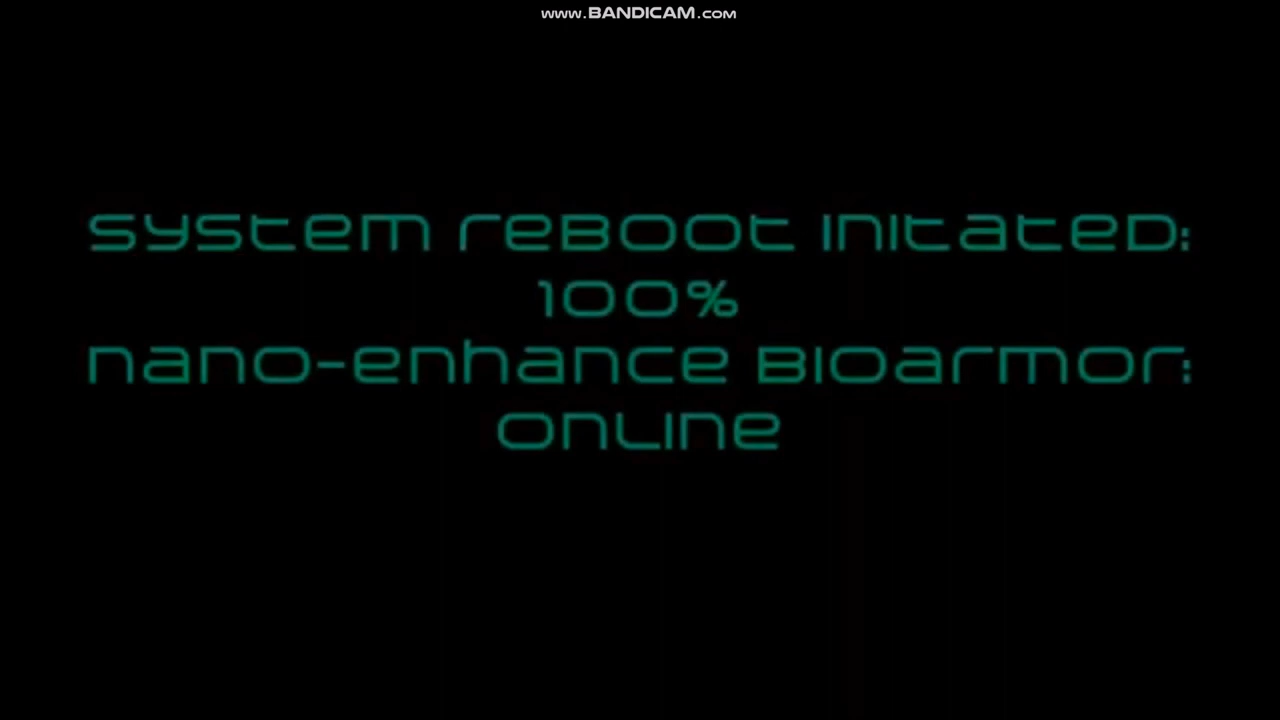 www.BANDICAM.com
system reboot initated:
100%
nano-enhance bioarmor:
online